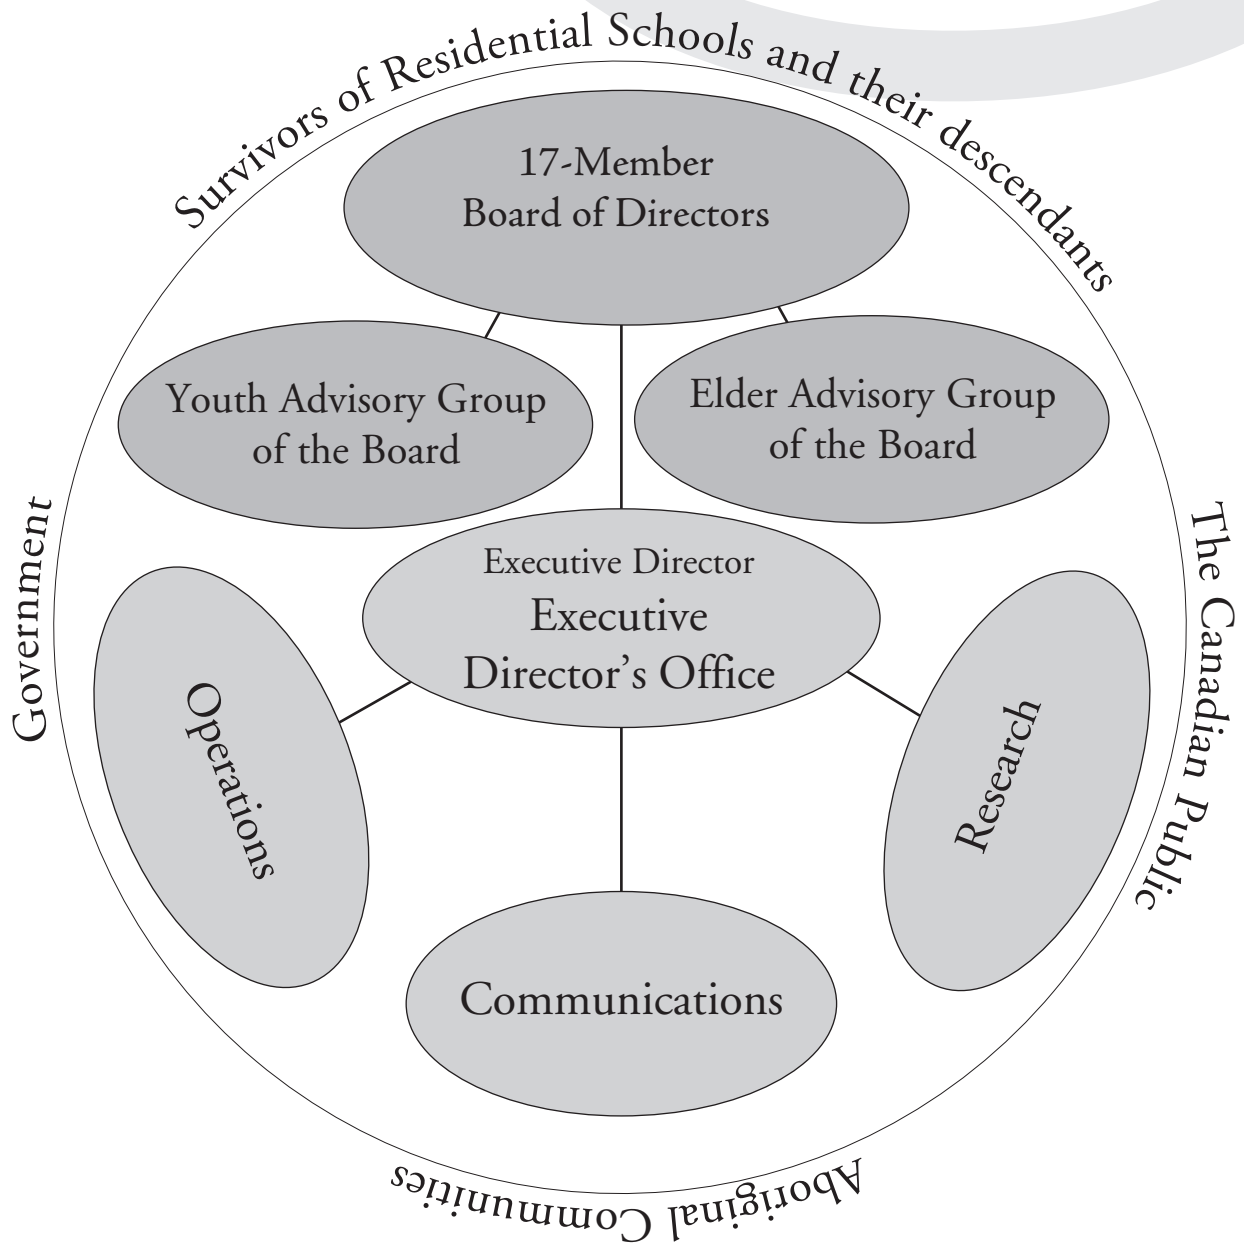 Survivors of Residential Schools and their descendants
17-Member
Board of Directors
Youth Advisory Group
of the Board
Elder Advisory Group
of the Board
Government
The Canadian Public
Executive Director
Executive
Director’s Office
Operations
Research
Communications
Aboriginal Communities